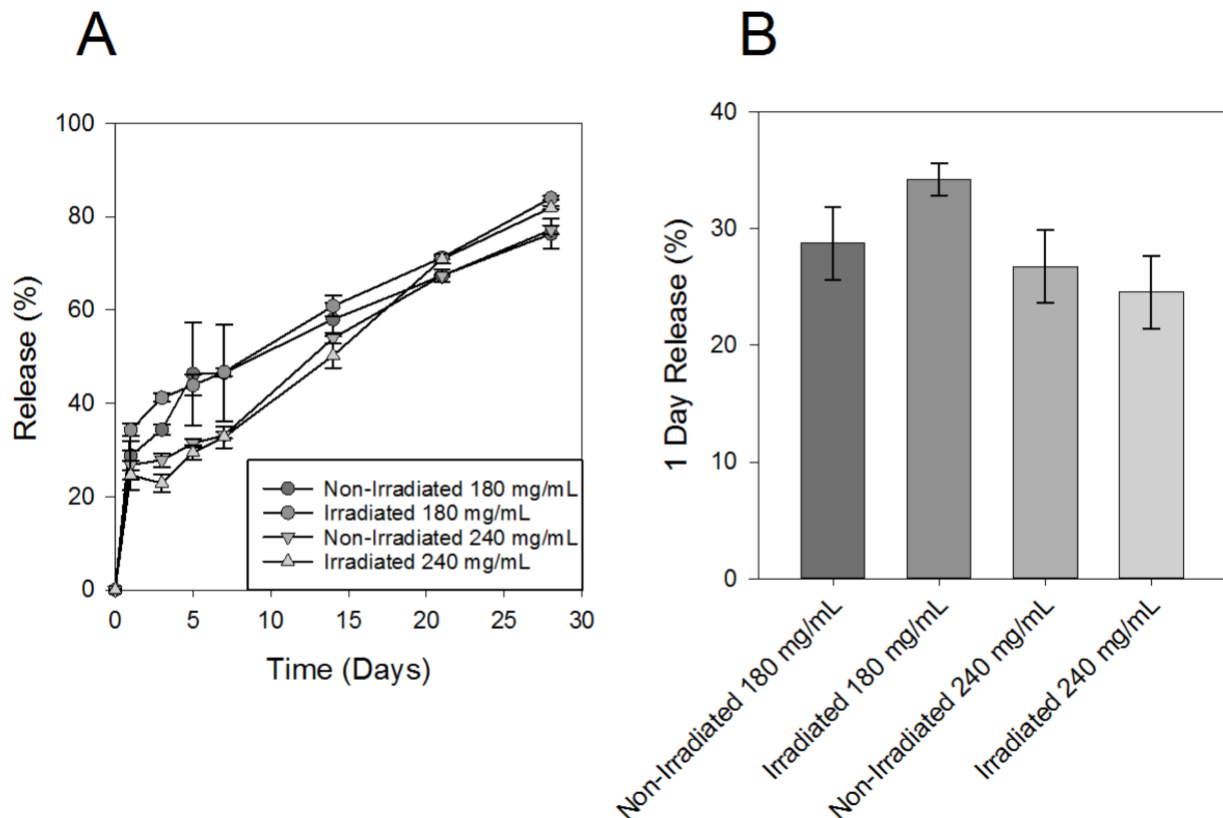 A
B
100
80
60
40
20
0
Release (%)
Non-Irradiated 180 mg/mL
Irradiated 180 mg/mL
Non-Irradiated 240 mg/mL
Irradiated 240 mg/mL
0 5 10 15 20 25 30
Time (Days)
40
30
20
10
0
1 Day Release (%)
Non-Irradiated 180 mg/mL
Irradiated 180 mg/mL
Non-Irradiated 240 mg/mL
Irradiated 240 mg/mL